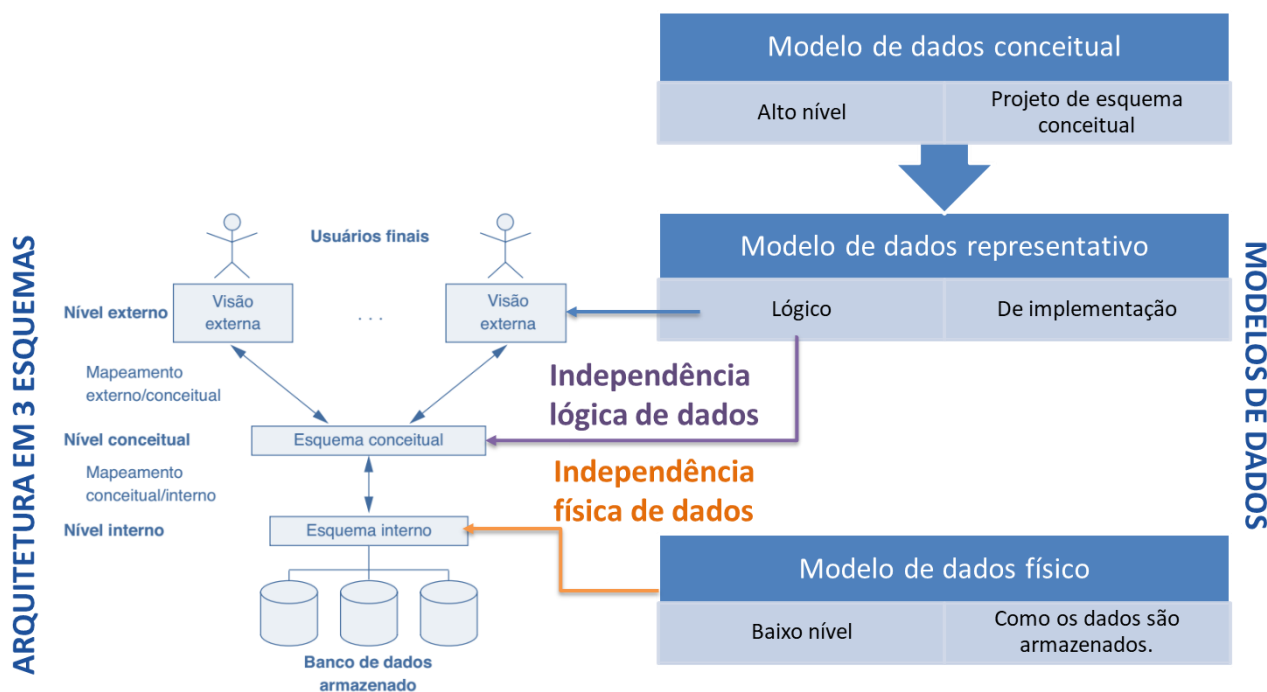 ARQUITETURA EM 3 ESQUEMAS
Usuários finais
Nível externo
Visão
externa
. . .
Visão
externa
Mapeamento
externo/conceitual
Nível conceitual
Esquema conceitual
Mapeamento
conceitual/interno
Nível interno
Esquema interno
Banco de dados
armazenado
Independência
lógica de dados
Independência
física de dados
Modelo de dados conceitual
Alto nível
Projeto de esquema
conceitual
Modelo de dados representativo
Lógico
De implementação
Modelo de dados físico
Baixo nível
Como os dados são
armazenados.
MODELOS DE DADOS